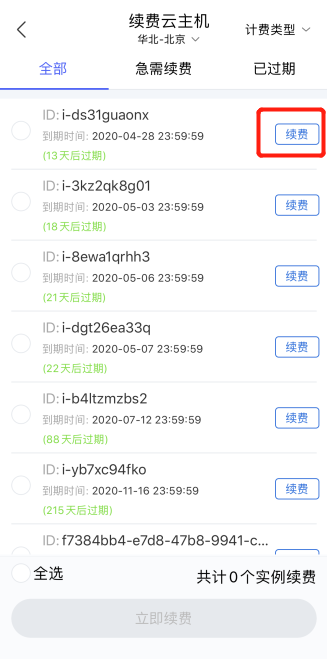 续费云主机
华北-北京
计费类型
全部
急需续费
已过期
ID: i-ds31guaonx
到期时间: 2020-04-28 23:59:59
(13天后过期)
续费
ID: i-3kz2qk8g01
到期时间: 2020-05-03 23:59:59
(18天后过期)
续费
ID: i-8ewa1qrhh3
到期时间: 2020-05-06 23:59:59
(21天后过期)
续费
ID: i-dgt26ea33q
到期时间: 2020-05-07 23:59:59
(22天后过期)
续费
ID: i-b4ltzmzbs2
到期时间: 2020-07-12 23:59:59
(88天后过期)
续费
ID: i-yb7xc94fko
到期时间: 2020-11-16 23:59:59
(215天后过期)
续费
ID: f7384bb4-e7d8-47b8-9941-c...
全选
共计0个实例续费
立即续费